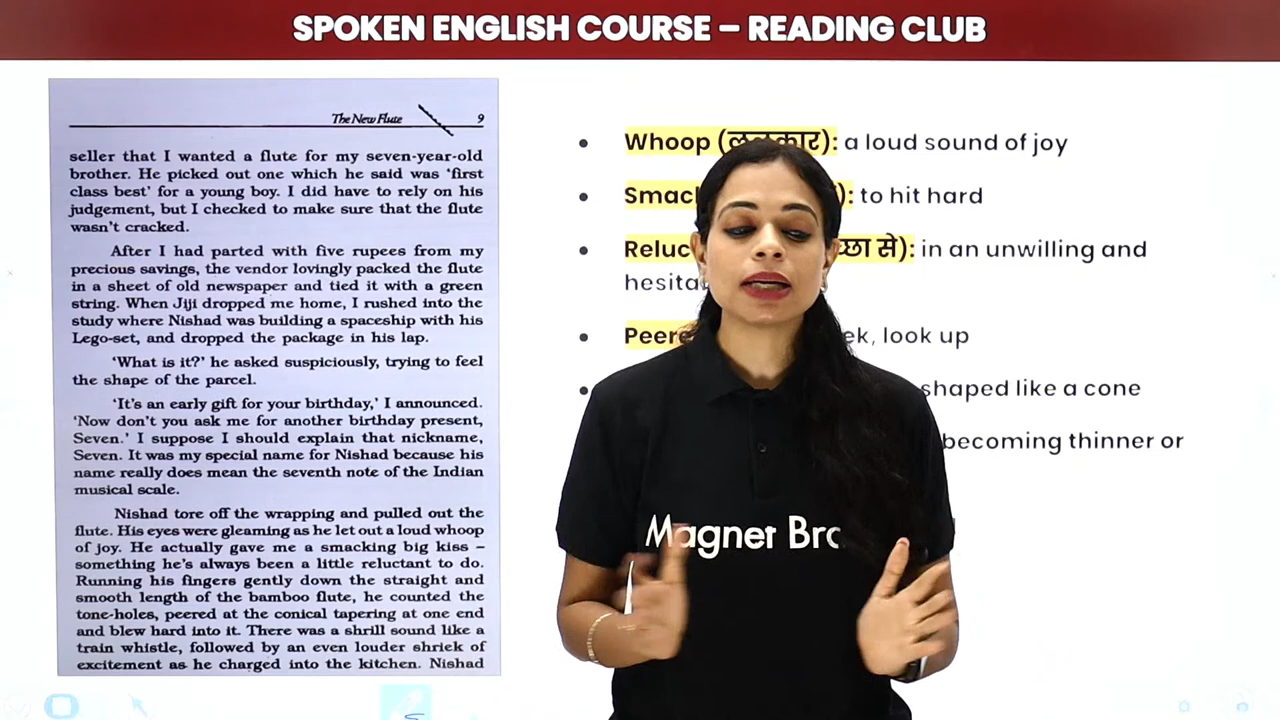 SPOKEN ENGLISH COURSE – READING CLUB
The New Flute 9
seller that I wanted a flute for my seven-year-old
brother. He picked out one which he said was 'first
class best' for a young boy. I did have to rely on his
judgement, but I checked to make sure that the flute
wasn't cracked.
After I had parted with five rupees from my
precious savings, the vendor lovingly packed the flute
in a sheet of old newspaper and tied it with a green
string. When Jiji dropped me home, I rushed into the
study where Nishad was building a spaceship with his
Lego-set, and dropped the package in his lap.
'What is it?' he asked suspiciously, trying to feel
the shape of the parcel.
'It's an early gift for your birthday,' I announced.
'Now don't you ask me for another birthday present,
Seven.' I suppose I should explain that nickname,
Seven. It was my special name for Nishad because his
name really does mean the seventh note of the Indian
musical scale.
Nishad tore off the wrapping and pulled out the
flute. His eyes were gleaming as he let out a loud whoop
of joy. He actually gave me a smacking big kiss –
something he's always been a little reluctant to do.
Running his fingers gently down the straight and
smooth length of the bamboo flute, he counted the
tone-holes, peered at the conical tapering at one end
and blew hard into it. There was a shrill sound like a
train whistle, followed by an even louder shriek of
excitement as he charged into the kitchen. Nishad
Whoop (ललकार): a loud sound of joy
to hit hard
in an unwilling and
look up
shaped like a cone
becoming thinner or
Magnet Bro